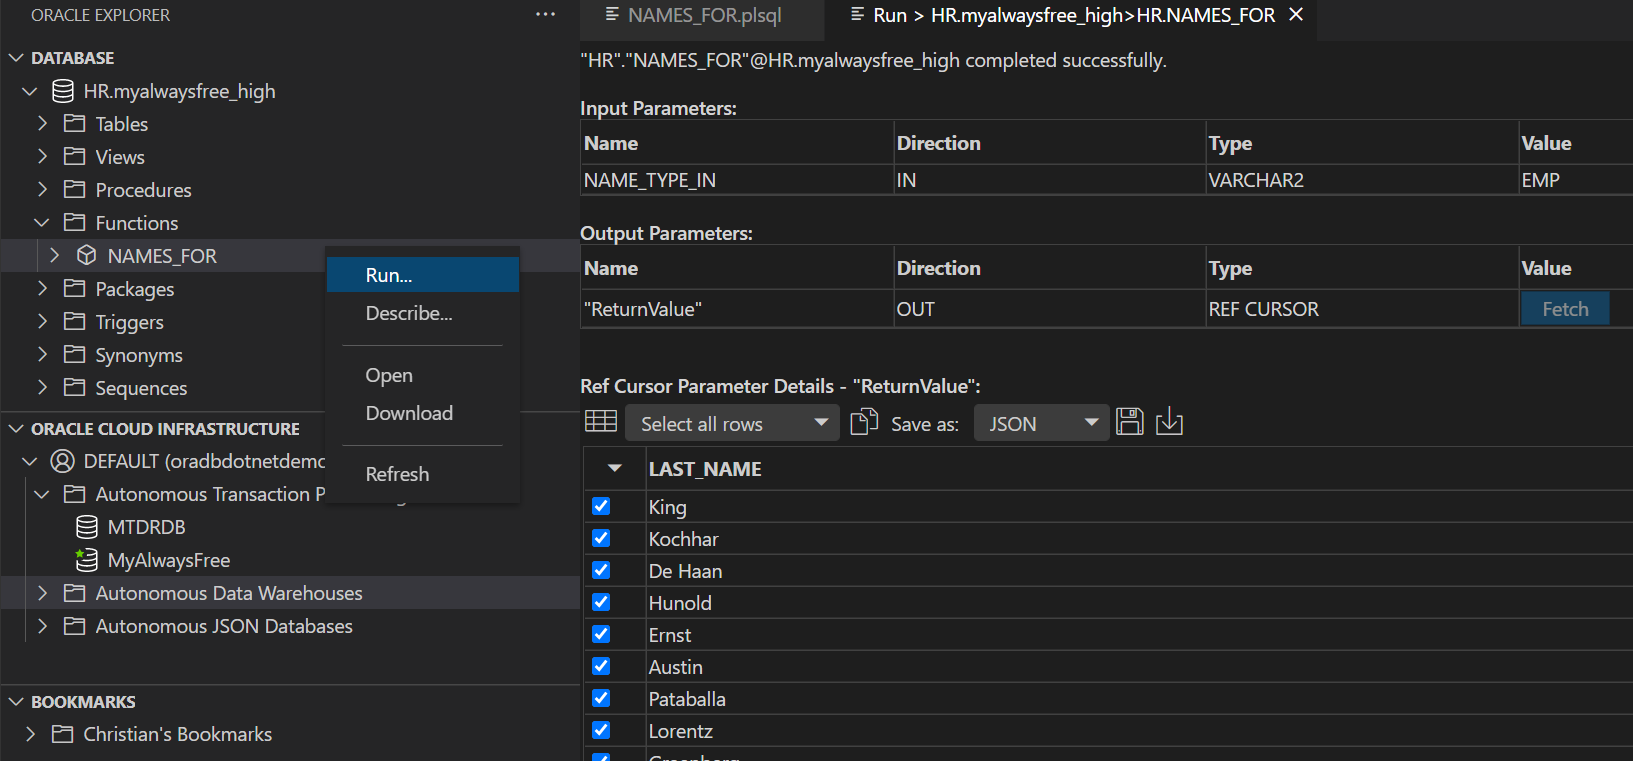 ORACLE EXPLORER
DATABASE
HR.myalwaysfree_high
Tables
Views
Procedures
Functions
NAMES_FOR
Packages
Triggers
Synonyms
Sequences
Run...
Describe...
Open
Download
Refresh
ORACLE CLOUD INFRASTRUCTURE
DEFAULT (oradbdotnetdemo
Autonomous Transaction P
MTDRDB
MyAlwaysFree
Autonomous Data Warehouses
Autonomous JSON Databases
BOOKMARKS
Christian's Bookmarks
NAMES_FOR.plsql
Run > HR.myalwaysfree_high>HR.NAMES_FOR
"HR"."NAMES_FOR"@HR.myalwaysfree_high completed successfully.
Input Parameters:
Name Direction Type Value
NAME_TYPE_IN IN VARCHAR2 EMP
Output Parameters:
Name Direction Type Value
"ReturnValue" OUT REF CURSOR Fetch
Ref Cursor Parameter Details - "ReturnValue":
Select all rows Save as: JSON
LAST_NAME
King
Kochhar
De Haan
Hunold
Ernst
Austin
Pataballa
Lorentz